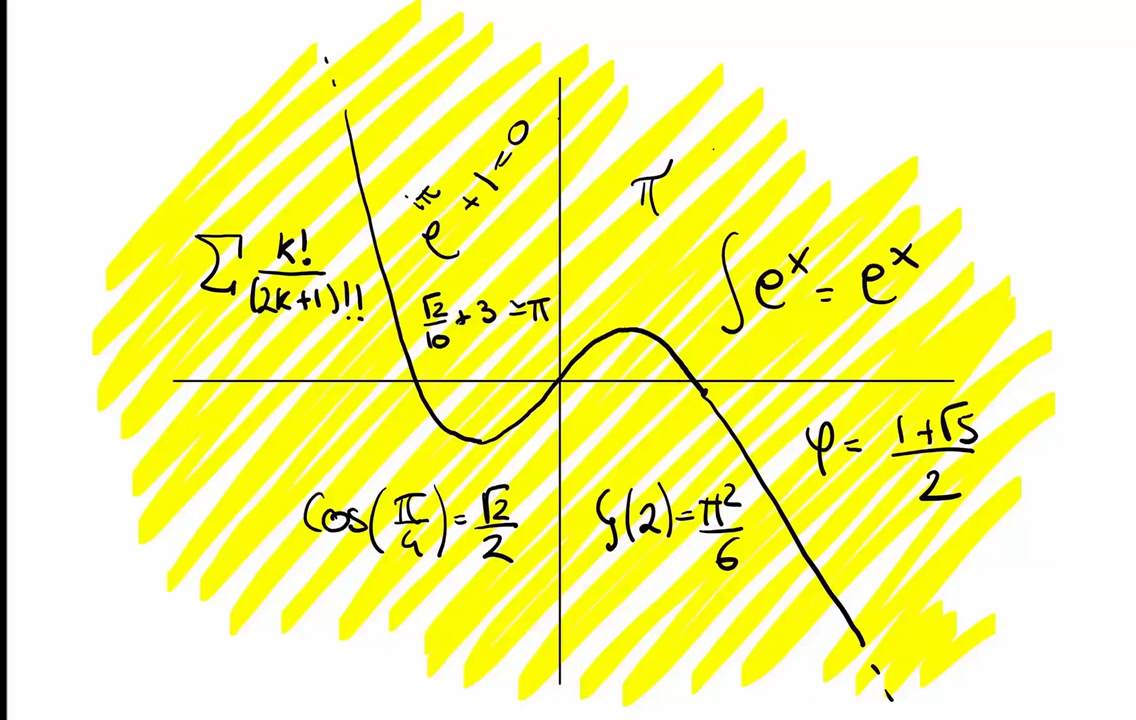 e^{iπ} + 1 = 0
π
∑ k!/(2k+1)!!
∫ e^x = e^x
√2/10 + 3 ≃ π
φ = (1+√5)/2
cos(π/4) = √2/2
ζ(2) = π²/6